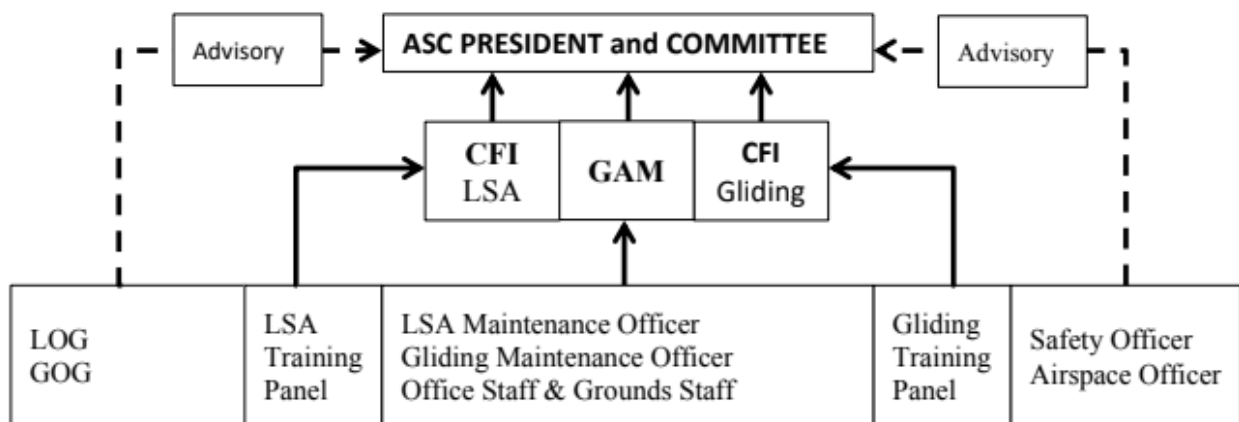 Advisory
ASC PRESIDENT and COMMITTEE
Advisory
CFI
LSA
GAM
CFI
Gliding
LOG
GOG
LSA
Training
Panel
LSA Maintenance Officer
Gliding Maintenance Officer
Office Staff & Grounds Staff
Gliding
Training
Panel
Safety Officer
Airspace Officer